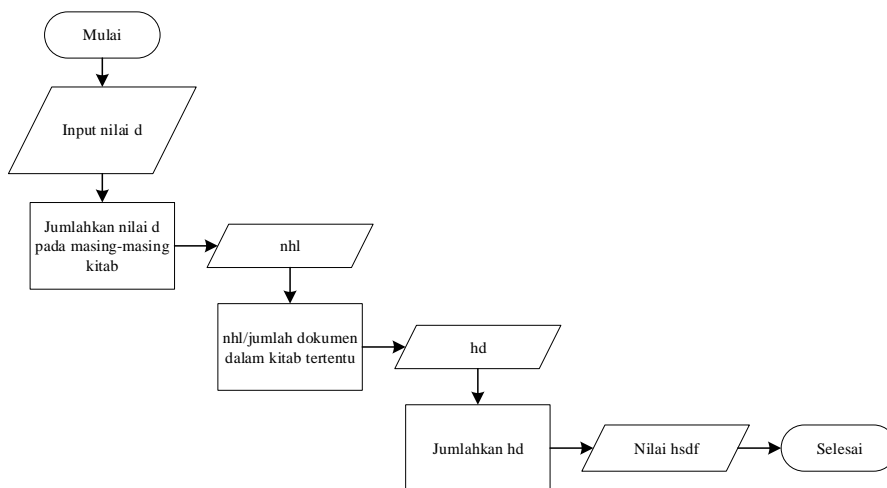 Mulai
Input nilai d
Jumlahkan nilai d
pada masing-masing
kitab
nhl
nhl/jumlah dokumen
dalam kitab tertentu
hd
Jumlahkan hd
Nilai hsdf
Selesai